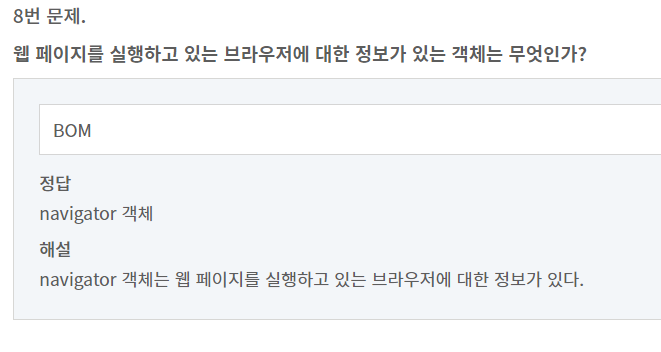 8번 문제.
웹 페이지를 실행하고 있는 브라우저에 대한 정보가 있는 객체는 무엇인가?
BOM
정답
navigator 객체
해설
navigator 객체는 웹 페이지를 실행하고 있는 브라우저에 대한 정보가 있다.